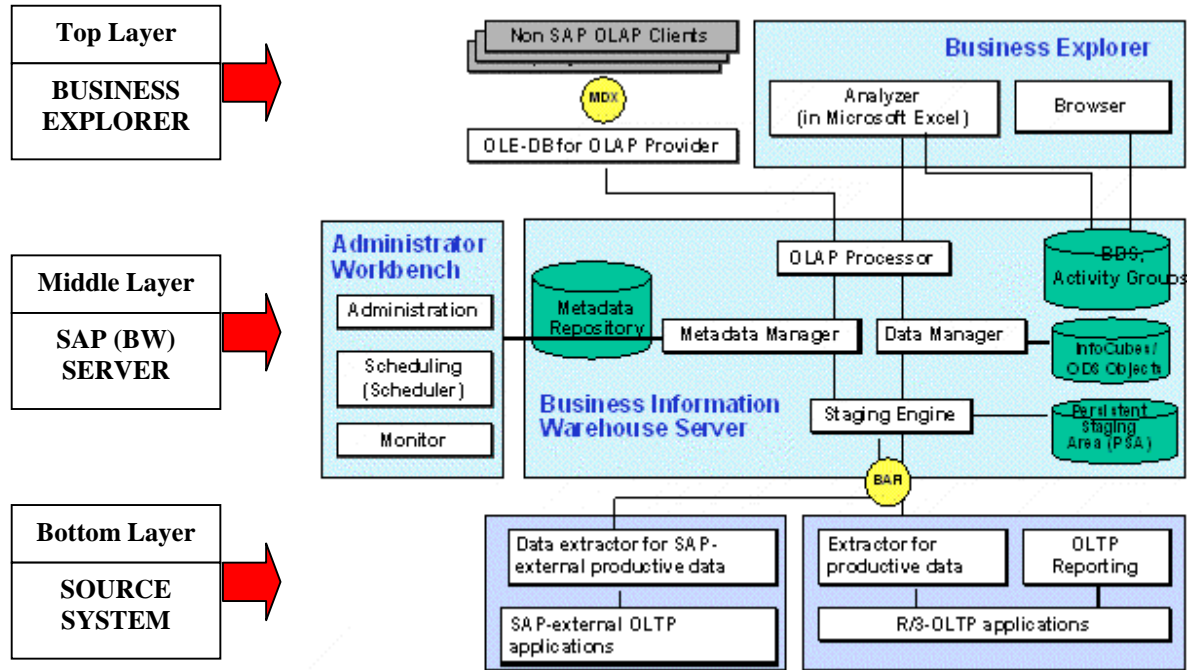 Top Layer
BUSINESS
EXPLORER
Non SAP OLAP Clients
MDX
OLE-DB for OLAP Provider
Business Explorer
Analyzer
(in Microsoft Excel)
Browser
Middle Layer
SAP (BW)
SERVER
Administrator
Workbench
Administration
Scheduling
(Scheduler)
Monitor
Metadata
Repository
OLAP Processor
Metadata Manager
Data Manager
BDS,
Activity Groups
InfoCubes/
ODS Objects
Business Information
Warehouse Server
Staging Engine
Persistent
Staging
Area (PSA)
Bottom Layer
SOURCE
SYSTEM
Data extractor for SAP-
external productive data
SAP-external OLTP
applications
Extractor for
productive data
OLTP
Reporting
R/3-OLTP applications